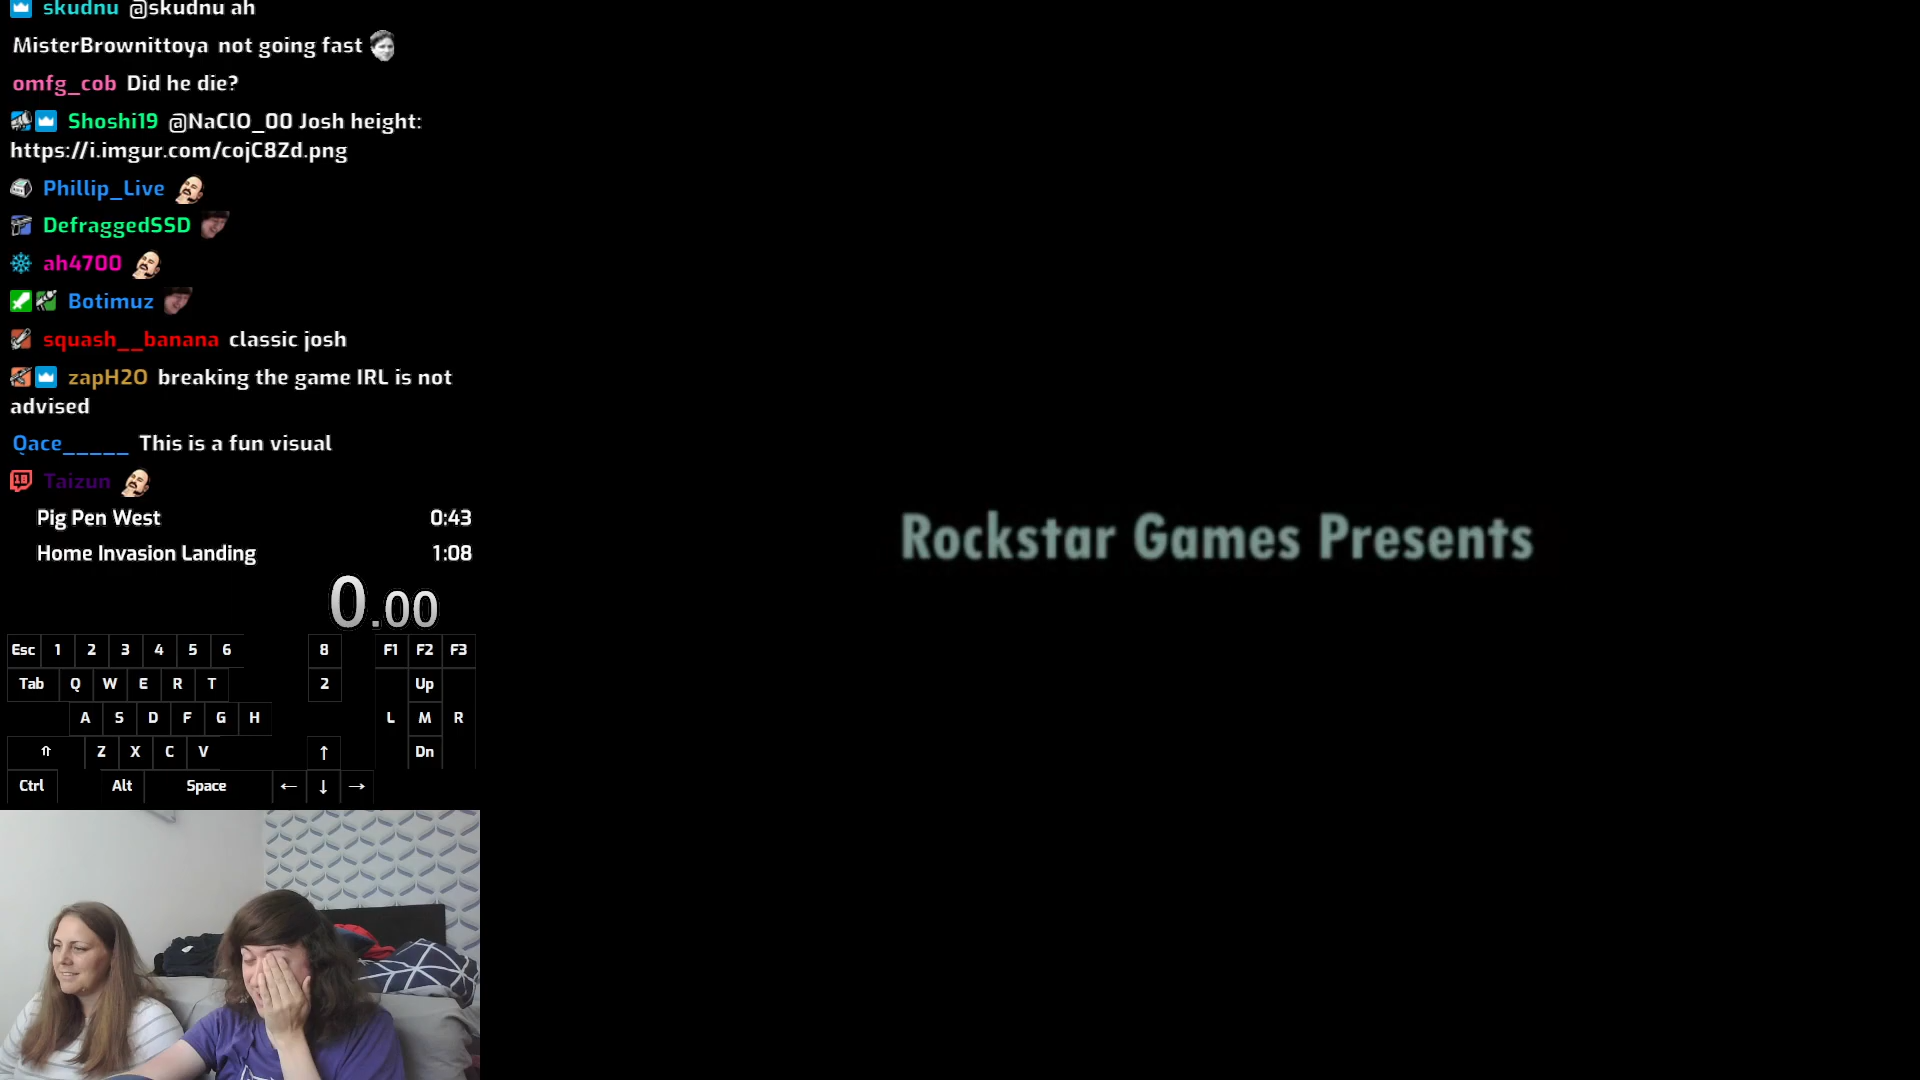 skudnu @skudnu ah
MisterBrownittoya not going fast
omfg_cob Did he die?
Shoshi19 @NaClO_00 Josh height:
https://i.imgur.com/cojC8Zd.png
Phillip_Live
DefraggedSSD
ah4700
Botimuz
squash__banana classic josh
zapH2O breaking the game IRL is not
advised
Qace_____ This is a fun visual
18 Taizun
Pig Pen West 0:43
Home Invasion Landing 1:08
0.00
Esc 1 2 3 4 5 6 8 F1 F2 F3
Tab Q W E R T 2 Up
A S D F G H L M R
⇑ Z X C V ↑ Dn
Ctrl Alt Space ← ↓ →
Rockstar Games Presents